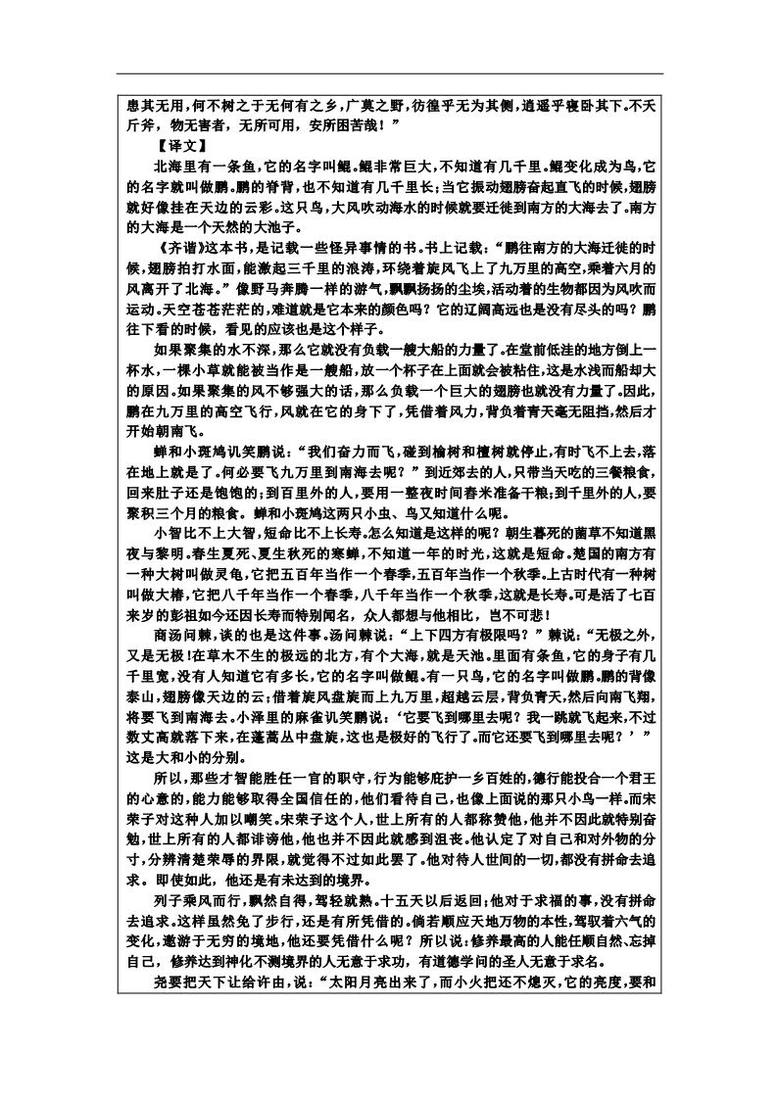 患其无用，何不树之于无何有之乡，广莫之野，彷徨乎无为其侧，逍遥乎寝卧其下。不夭
斤斧，物无害者，无所可用，安所困苦哉！”
【译文】
北海里有一条鱼，它的名字叫鲲。鲲非常巨大，不知道有几千里。鲲变化成为鸟，它
的名字就叫做鹏。鹏的脊背，也不知道有几千里长；当它振动翅膀奋起直飞的时候，翅膀
就好像挂在天边的云彩。这只鸟，大风吹动海水的时候就要迁徙到南方的大海去了。南方
的大海是一个天然的大池子。
《齐谐》这本书，是记载一些怪异事情的书。书上记载：“鹏往南方的大海迁徙的时
候，翅膀拍打水面，能激起三千里的浪涛，环绕着旋风飞上了九万里的高空，乘着六月的
风离开了北海。”像野马奔腾一样的游气，飘飘扬扬的尘埃，活动着的生物都因为风吹而
运动。天空苍苍茫茫的，难道就是它本来的颜色吗？它的辽阔高远也是没有尽头的吗？鹏
往下看的时候，看见的应该也是这个样子。
如果聚集的水不深，那么它就没有负载一艘大船的力量了。在堂前低洼的地方倒上一
杯水，一棵小草就能被当作是一艘船，放一个杯子在上面就会被粘住，这是水浅而船却大
的原因。如果聚集的风不够强大的话，那么负载一个巨大的翅膀也就没有力量了。因此，
鹏在九万里的高空飞行，风就在它的身下了，凭借着风力，背负着青天毫无阻挡，然后才
开始朝南飞。
蝉和小斑鸠讥笑鹏说：“我们奋力而飞，碰到榆树和檀树就停止，有时飞不上去，落
在地上就是了。何必要飞九万里到南海去呢？”到近郊去的人，只带当天吃的三餐粮食，
回来肚子还是饱饱的；到百里外的人，要用一整夜时间舂米准备干粮；到千里外的人，要
聚积三个月的粮食。蝉和小斑鸠这两只小虫、鸟又知道什么呢。
小智比不上大智，短命比不上长寿。怎么知道是这样的呢？朝生暮死的菌草不知道黑
夜与黎明。春生夏死、夏生秋死的寒蝉，不知道一年的时光，这就是短命。楚国的南方有
一种大树叫做灵龟，它把五百年当作一个春季，五百年当作一个秋季。上古时代有一种树
叫做大椿，它把八千年当作一个春季，八千年当作一个秋季，这就是长寿。可是活了七百
来岁的彭祖如今还因长寿而特别闻名，众人都想与他相比，岂不可悲！
商汤问棘，谈的也是这件事。汤问棘说：“上下四方有极限吗？”棘说：“无极之外，
又是无极！在草木不生的极远的北方，有个大海，就是天池。里面有条鱼，它的身子有几
千里宽，没有人知道它有多长，它的名字叫做鲲。有一只鸟，它的名字叫做鹏。鹏的背像
泰山，翅膀像天边的云；借着旋风盘旋而上九万里，超越云层，背负青天，然后向南飞翔，
将要飞到南海去。小泽里的麻雀讥笑鹏说：‘它要飞到哪里去呢？我一跳就飞起来，不过
数丈高就落下来，在蓬蒿丛中盘旋，这也是极好的飞行了。而它还要飞到哪里去呢？’”
这是大和小的分别。
所以，那些才智能胜任一官的职守，行为能够庇护一乡百姓的，德行能投合一个君王
的心意的，能力能够取得全国信任的，他们看待自己，也像上面说的那只小鸟一样。而宋
荣子对这种人加以嘲笑。宋荣子这个人，世上所有的人都称赞他，他并不因此就特别奋
勉，世上所有的人都诽谤他，他也并不因此就感到沮丧。他认定了对自己和对外物的分
寸，分辨清楚荣辱的界限，就觉得不过如此罢了。他对待人世间的一切，都没有拼命去追
求。即使如此，他还是有未达到的境界。
列子乘风而行，飘然自得，驾轻就熟。十五天以后返回；他对于求福的事，没有拼命
去追求。这样虽然免了步行，还是有所凭借的。倘若顺应天地万物的本性，驾驭着六气的
变化，遨游于无穷的境地，他还要凭借什么呢？所以说：修养最高的人能任顺自然、忘掉
自己，修养达到神化不测境界的人无意于求功，有道德学问的圣人无意于求名。
尧要把天下让给许由，说：“太阳月亮出来了，而小火把还不熄灭，它的亮度，要和